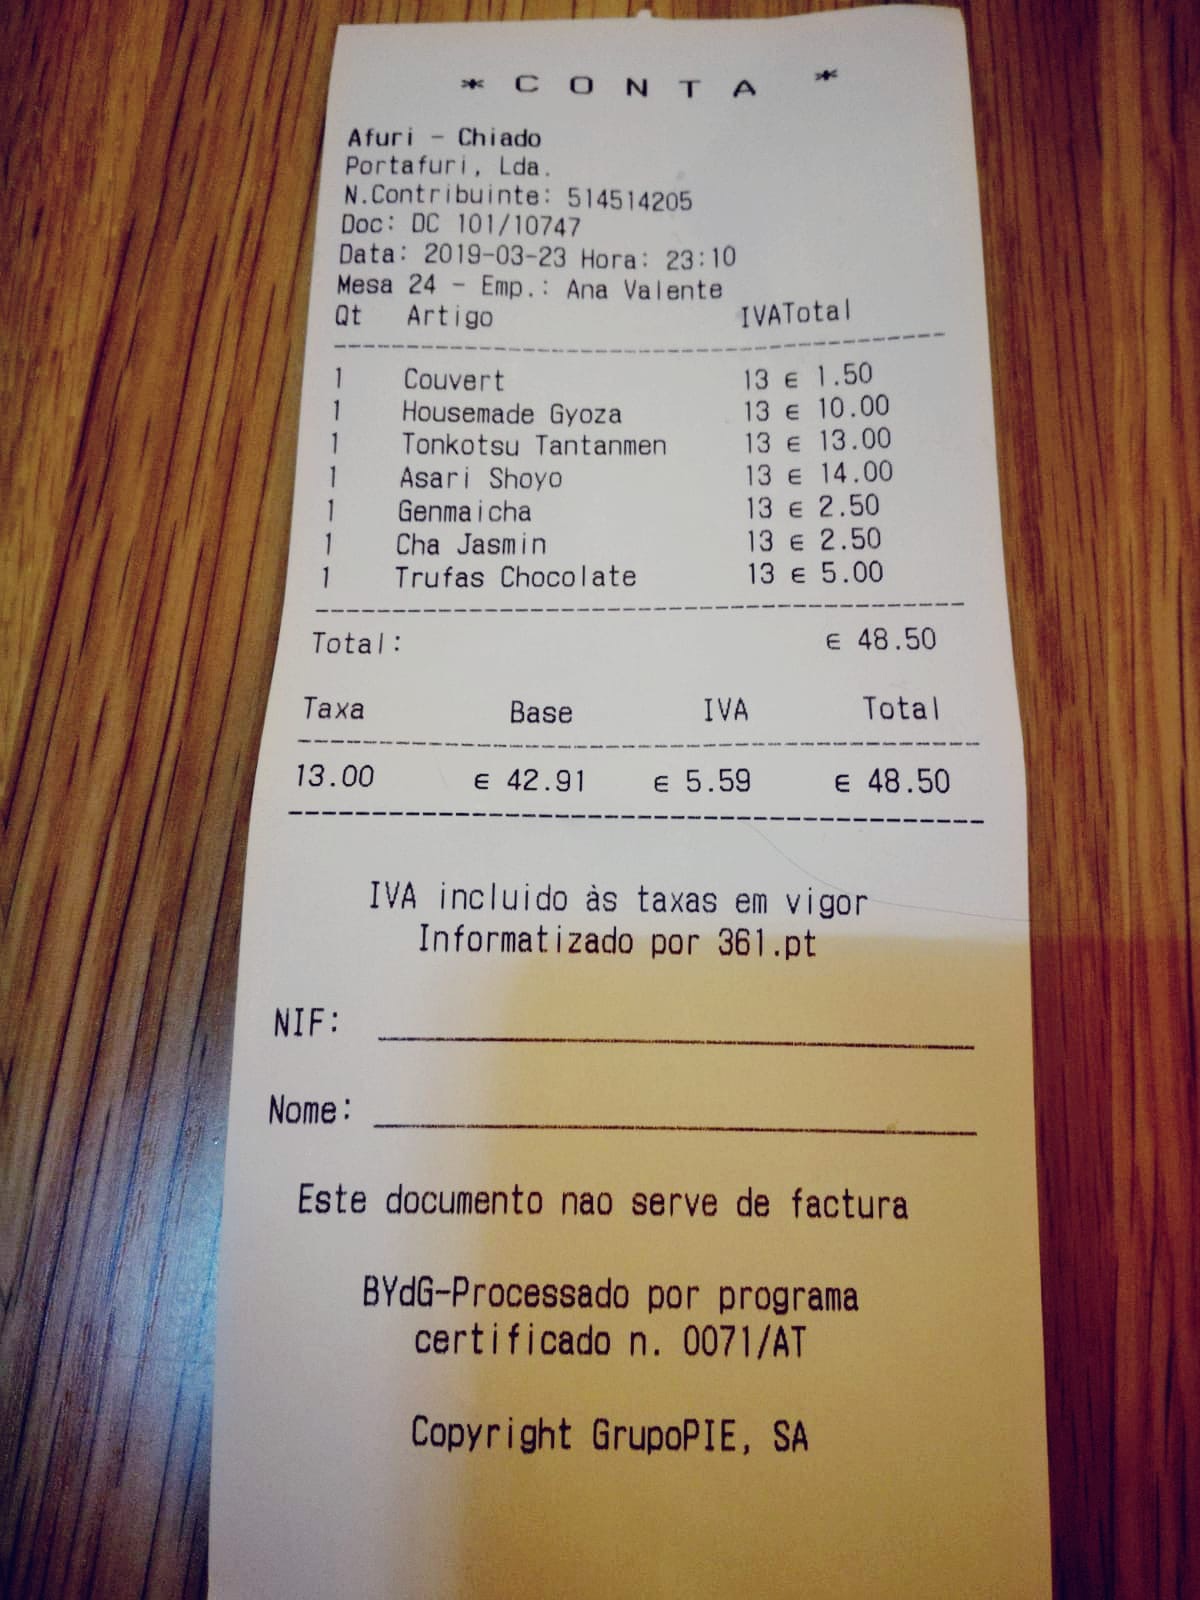 * C O N T A *
Afuri - Chiado
Portafuri, Lda.
N.Contribuinte: 514514205
Doc: DC 101/10747
Data: 2019-03-23 Hora: 23:10
Mesa 24 - Emp.: Ana Valente
Qt Artigo IVATotal
1 Couvert 13 € 1.50
1 Housemade Gyoza 13 € 10.00
1 Tonkotsu Tantanmen 13 € 13.00
1 Asari Shoyo 13 € 14.00
1 Genmaicha 13 € 2.50
1 Cha Jasmin 13 € 2.50
1 Trufas Chocolate 13 € 5.00
Total: € 48.50
Taxa Base IVA Total
13.00 € 42.91 € 5.59 € 48.50
IVA incluido às taxas em vigor
Informatizado por 361.pt
NIF:
Nome:
Este documento nao serve de factura
BYdG-Processado por programa
certificado n. 0071/AT
Copyright GrupoPIE, SA